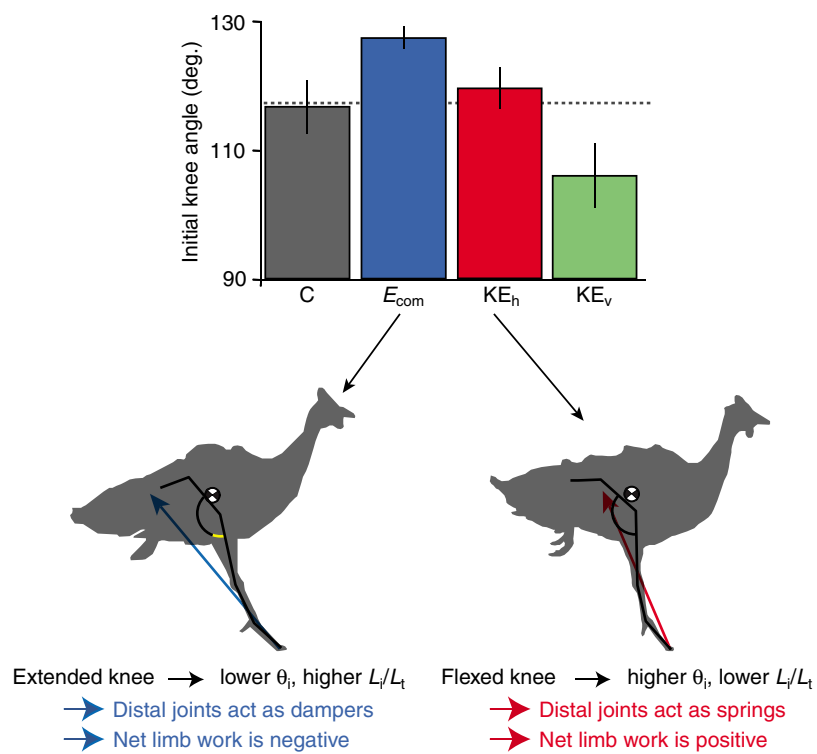 Initial knee angle (deg.)
130
110
90
C
E_com
KE_h
KE_v
Extended knee → lower θ_i, higher L_i/L_t
→ Distal joints act as dampers
→ Net limb work is negative
Flexed knee → higher θ_i, lower L_i/L_t
→ Distal joints act as springs
→ Net limb work is positive